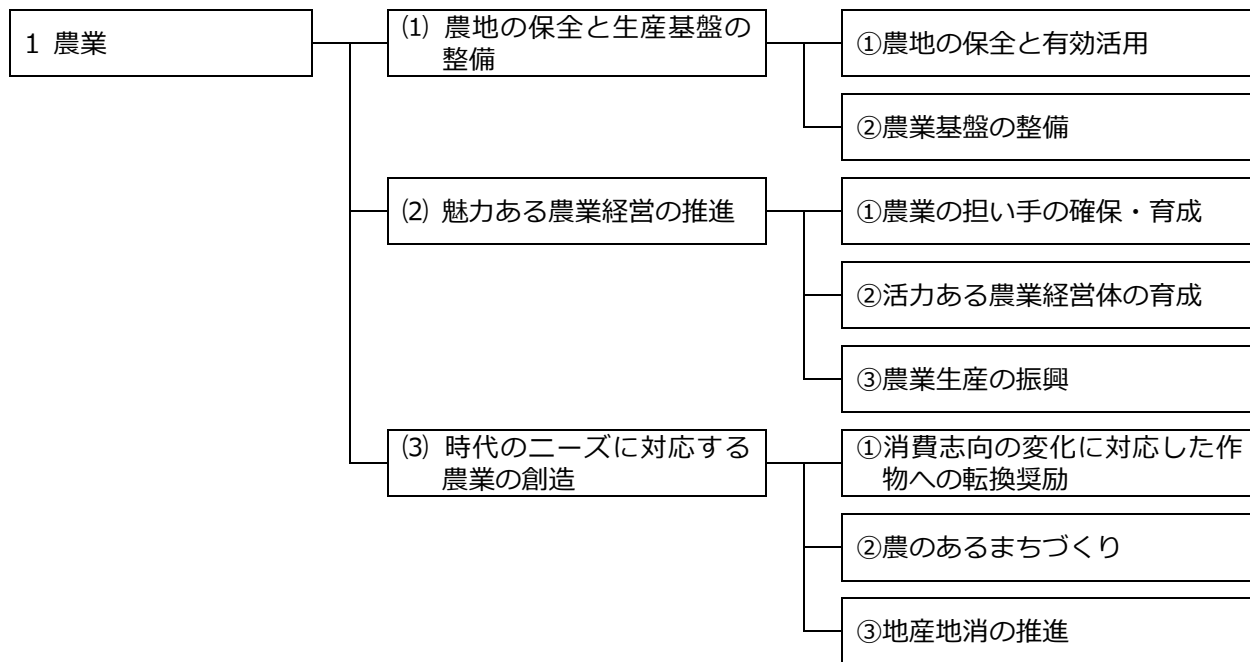 1 農業
⑴ 農地の保全と生産基盤の
整備
①農地の保全と有効活用
②農業基盤の整備
⑵ 魅力ある農業経営の推進
①農業の担い手の確保・育成
②活力ある農業経営体の育成
③農業生産の振興
⑶ 時代のニーズに対応する
農業の創造
①消費志向の変化に対応した作
物への転換奨励
②農のあるまちづくり
③地産地消の推進